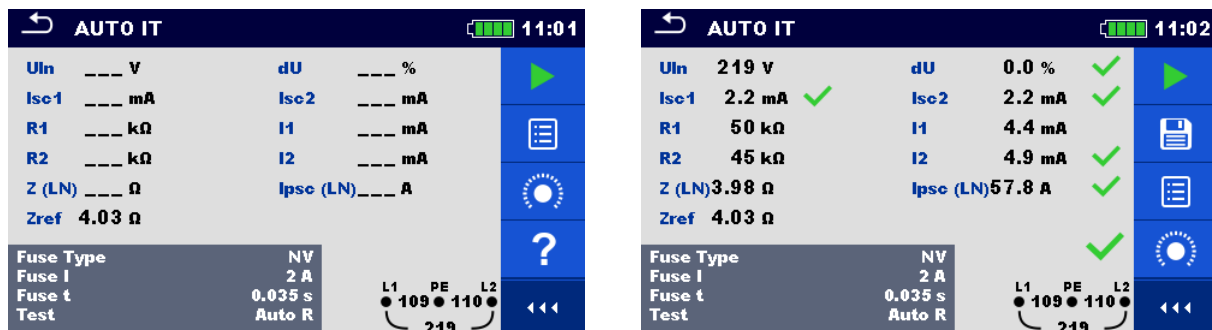 AUTO IT 11:01
Uln ___ V dU ___ %
Isc1 ___ mA Isc2 ___ mA
R1 ___ kΩ I1 ___ mA
R2 ___ kΩ I2 ___ mA
Z (LN) ___ Ω Ipsc (LN)___ A
Zref 4.03 Ω
?
Fuse Type NV
Fuse I 2 A
Fuse t 0.035 s
Test Auto R
L1 PE L2
109 110
219
AUTO IT 11:02
Uln 219 V dU 0.0 %
Isc1 2.2 mA Isc2 2.2 mA
R1 50 kΩ I1 4.4 mA
R2 45 kΩ I2 4.9 mA
Z (LN)3.98 Ω Ipsc (LN)57.8 A
Zref 4.03 Ω
Fuse Type NV
Fuse I 2 A
Fuse t 0.035 s
Test Auto R
L1 PE L2
109 110
219